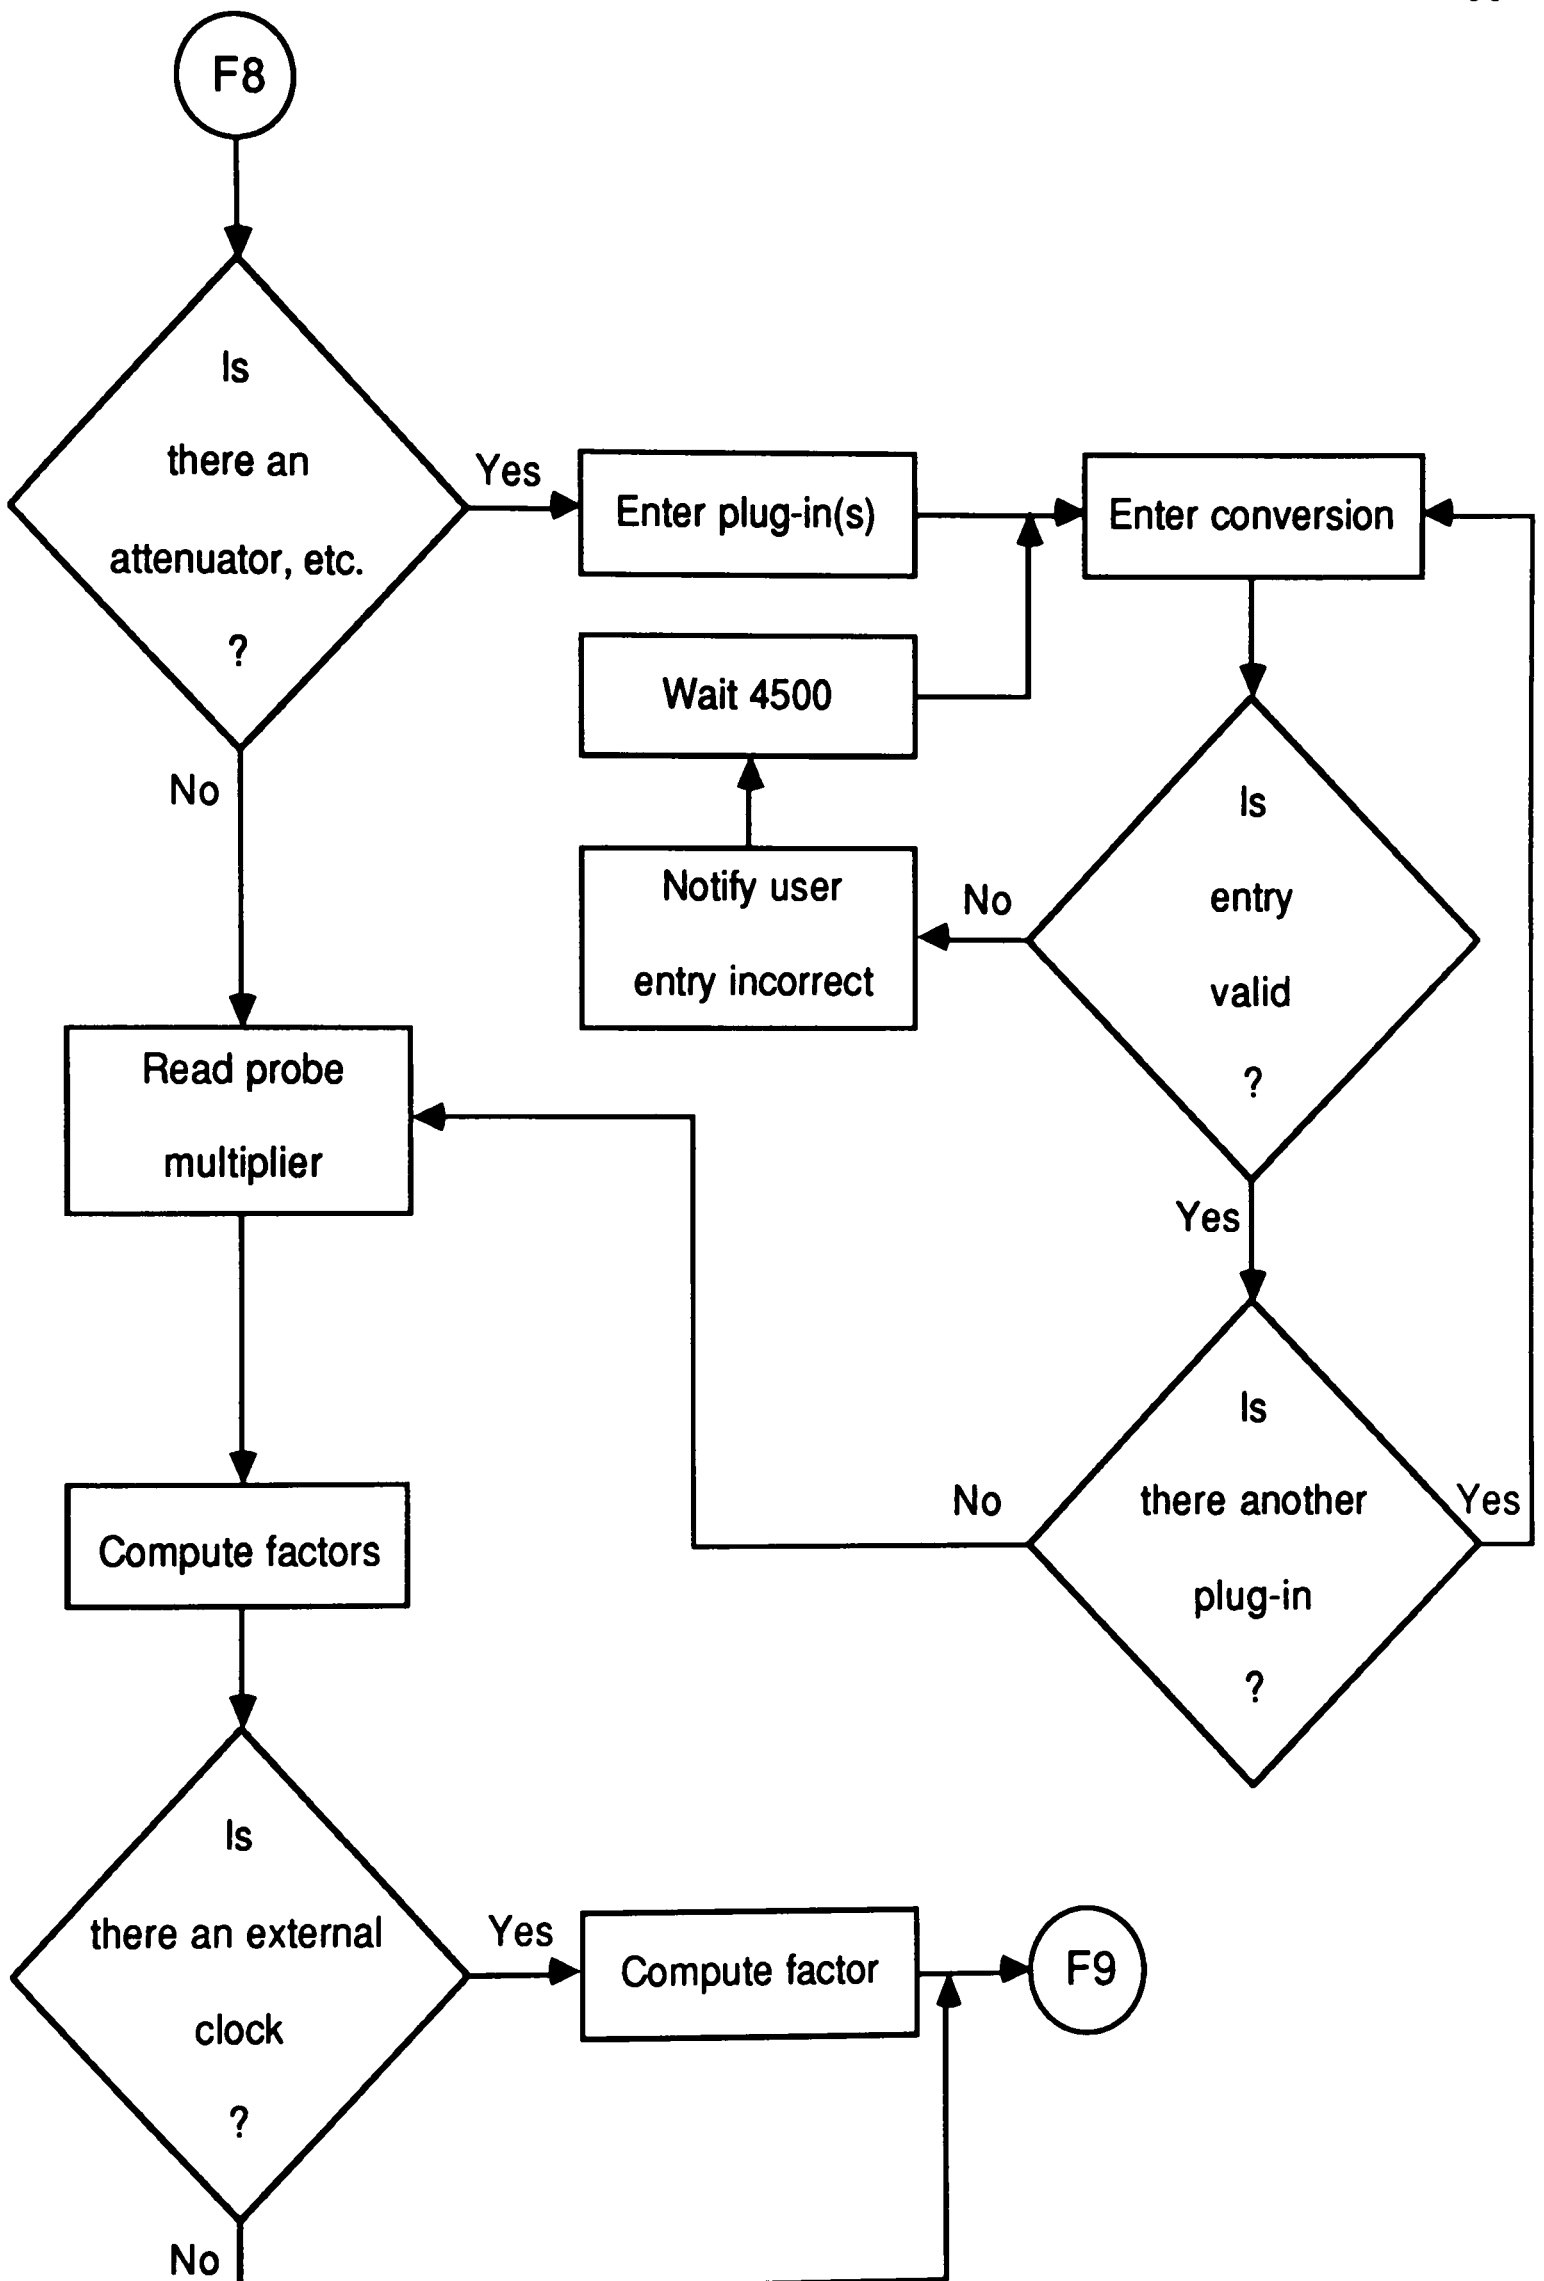 F8
Is
there an
attenuator, etc.
?
Yes
No
Enter plug-in(s)
Enter conversion
Wait 4500
Notify user
entry incorrect
No
Is
entry
valid
?
Yes
Is
there another
plug-in
?
Yes
No
Read probe
multiplier
Compute factors
Is
there an external
clock
?
Yes
No
Compute factor
F9